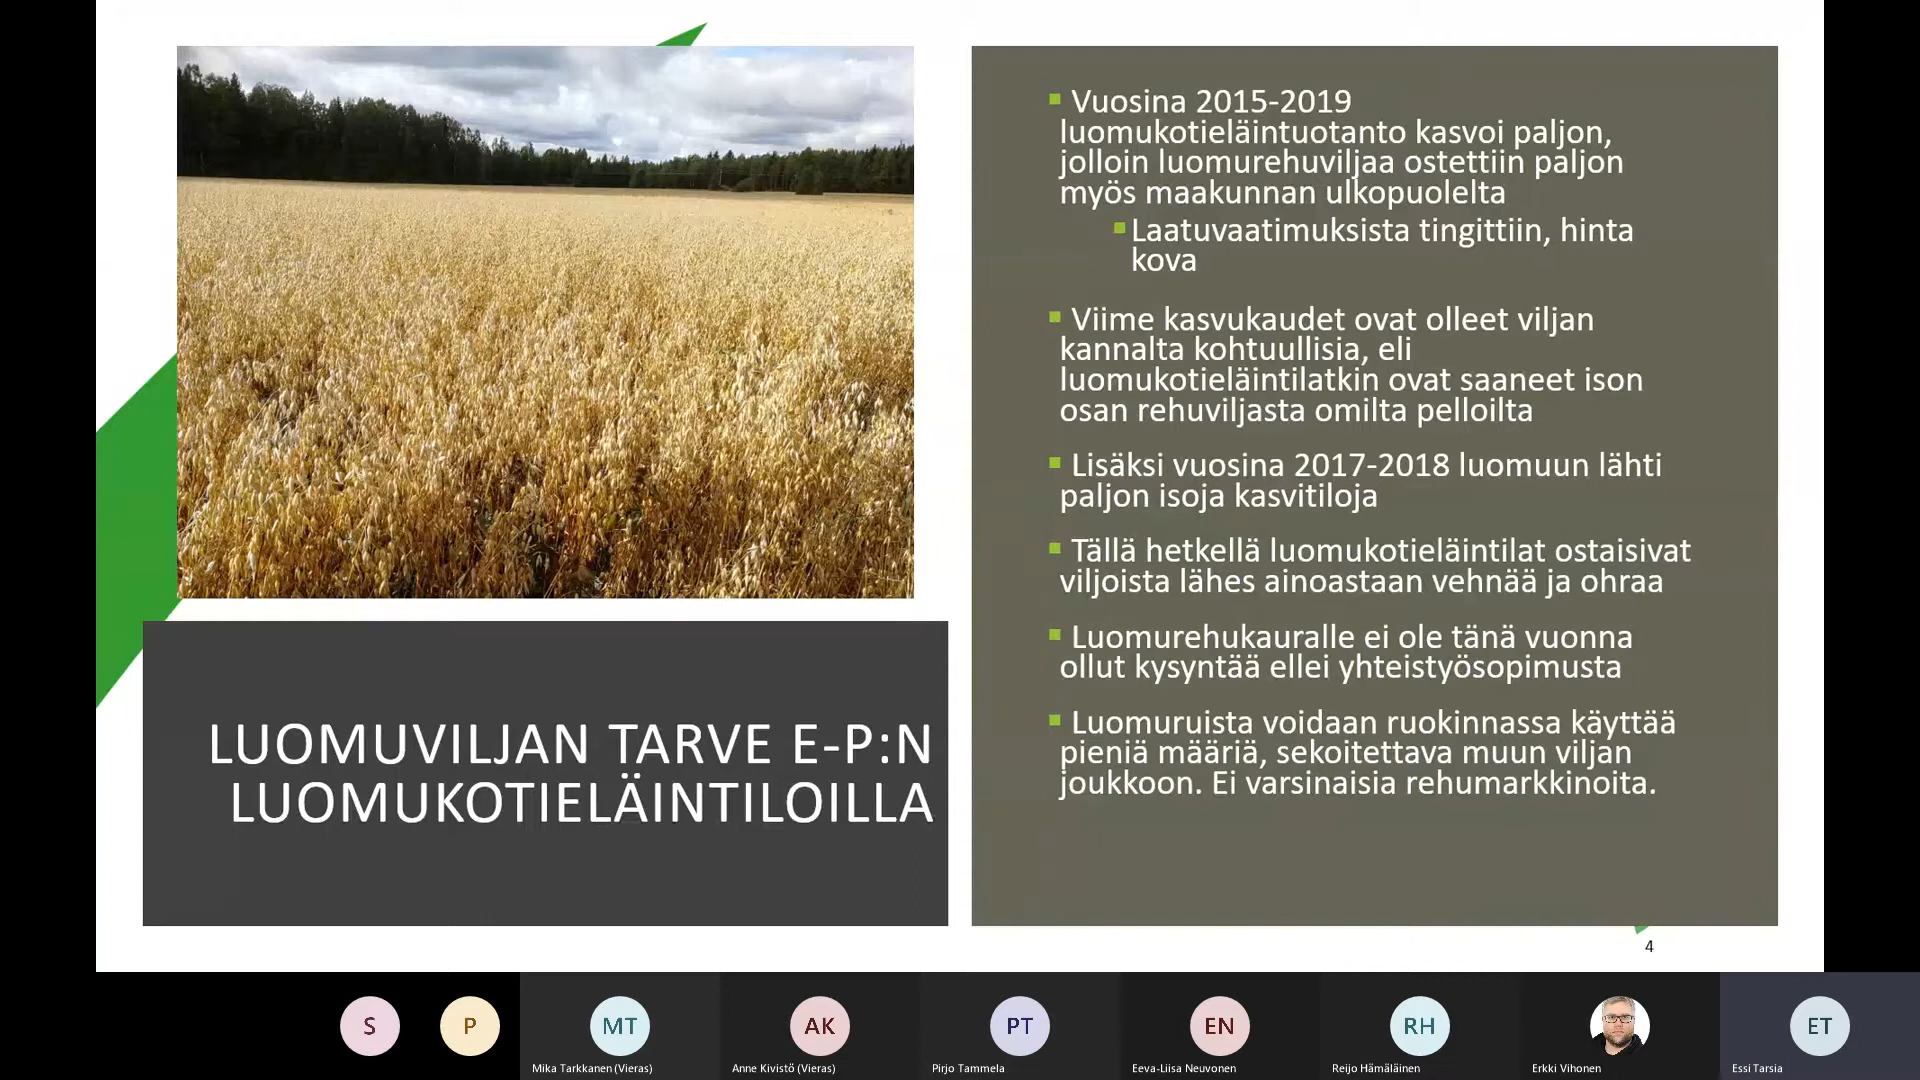 Vuosina 2015-2019
luomukotieläintuotanto kasvoi paljon,
jolloin luomurehuviljaa ostettiin paljon
myös maakunnan ulkopuolelta
Laatuvaatimuksista tingittiin, hinta
kova
Viime kasvukaudet ovat olleet viljan
kannalta kohtuullisia, eli
luomukotieläintilatkin ovat saaneet ison
osan rehuviljasta omilta pelloilta
Lisäksi vuosina 2017-2018 luomuun lähti
paljon isoja kasvitiloja
Tällä hetkellä luomukotieläintilat ostaisivat
viljoista lähes ainoastaan vehnää ja ohraa
Luomurehukauralle ei ole tänä vuonna
ollut kysyntää ellei yhteistyösopimusta
Luomuruista voidaan ruokinnassa käyttää
pieniä määriä, sekoitettava muun viljan
joukkoon. Ei varsinaisia rehumarkkinoita.
LUOMUVILJAN TARVE E-P:N
LUOMUKOTIELÄINTILOILLA
4
S
P
MT
AK
PT
EN
RH
ET
Mika Tarkkanen (Vieras)
Anne Kivistö (Vieras)
Pirjo Tammela
Eeva-Liisa Neuvonen
Reijo Hämäläinen
Erkki Vihonen
Essi Tarsia